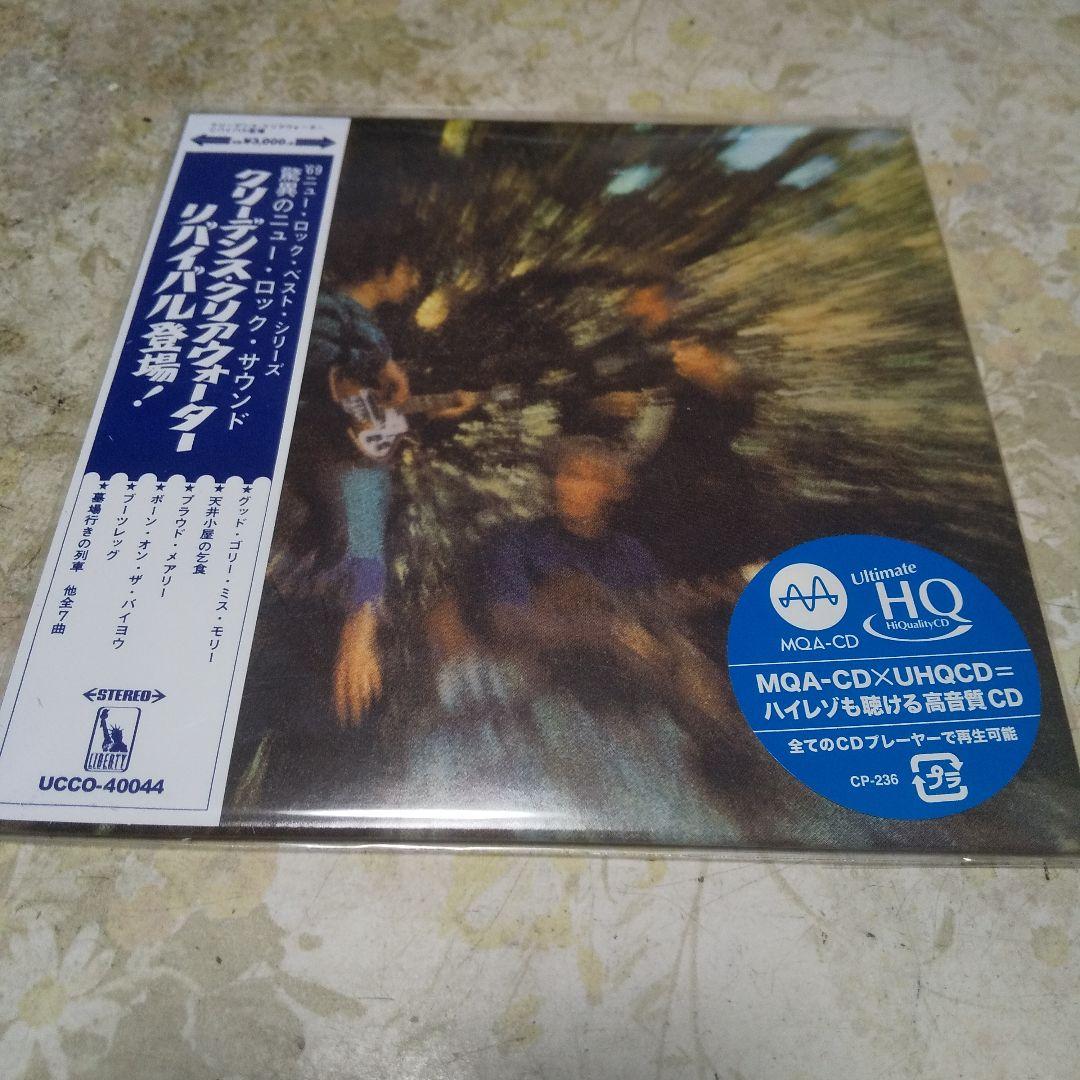 ¥3,000
'69ニュー・ロック・ベスト・シリーズ
驚異のニュー・ロック・サウンド
クリーデンス・クリアウォーター
リバイバル登場!
★グッド・ゴリー・ミス・モリー
★天井小屋の乞食
★プラウド・メアリー
★ボーン・オン・ザ・バイヨウ
★ブーツレッグ
★墓場行きの列車 他全7曲
STEREO
LIBERTY
UCCO-40044
MQA-CD
Ultimate
HQ
HiQualityCD
MQA-CD×UHQCD=
ハイレゾも聴ける高音質CD
全てのCDプレーヤーで再生可能
CP-236
プラ